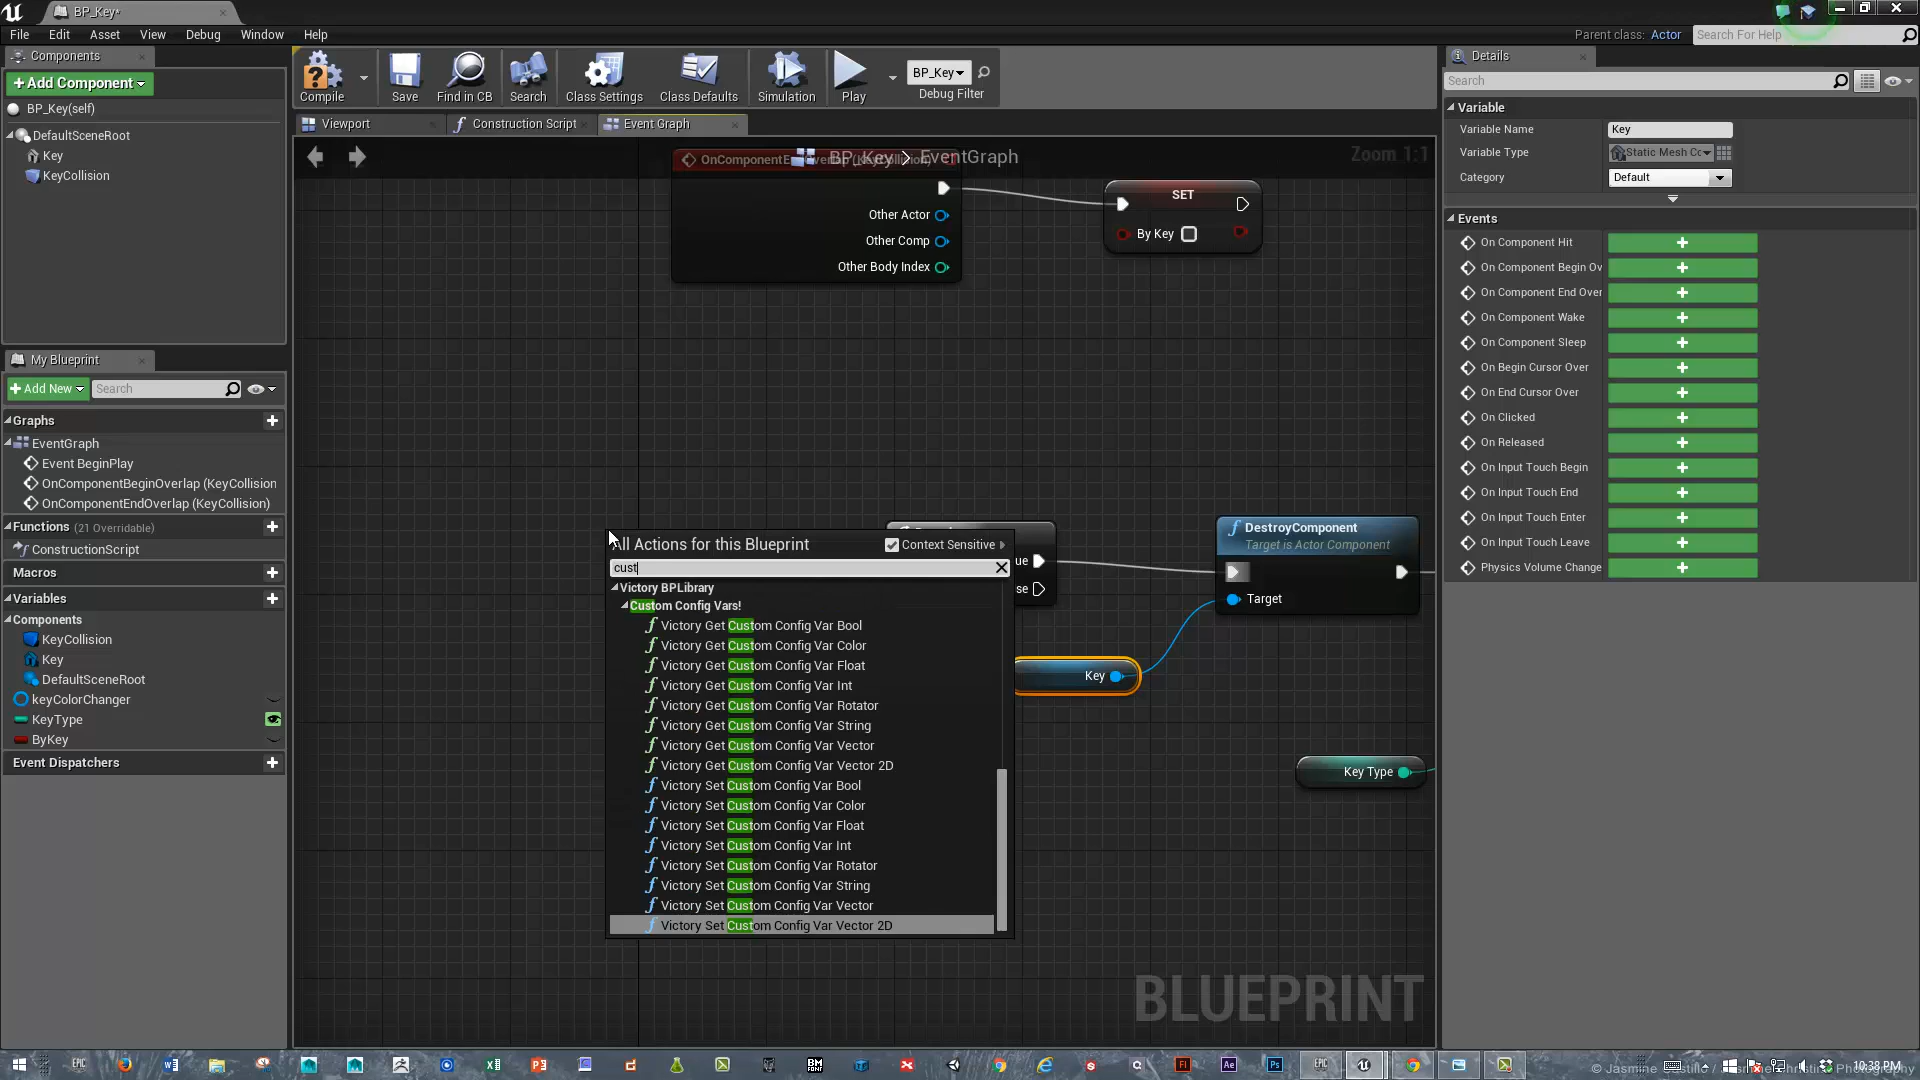 BP_Key*
File Edit Asset View Debug Window Help
Parent class: Actor Search For Help
Components
+ Add Component
BP_Key(self)
DefaultSceneRoot
Key
KeyCollision
Compile Save Find in CB Search Class Settings Class Defaults Simulation Play
BP_Key
Debug Filter
Viewport Construction Script Event Graph
BP_Key > EventGraph
Zoom 1:1
OnComponentE
Other Actor
Other Comp
Other Body Index
SET
By Key
My Blueprint
+ Add New Search
Graphs
EventGraph
Event BeginPlay
OnComponentBeginOverlap (KeyCollision
OnComponentEndOverlap (KeyCollision)
Functions (21 Overridable)
ConstructionScript
Macros
Variables
Components
KeyCollision
Key
DefaultSceneRoot
keyColorChanger
KeyType
ByKey
Event Dispatchers
All Actions for this Blueprint Context Sensitive
cust
Victory BPLibrary
Custom Config Vars!
Victory Get Custom Config Var Bool
Victory Get Custom Config Var Color
Victory Get Custom Config Var Float
Victory Get Custom Config Var Int
Victory Get Custom Config Var Rotator
Victory Get Custom Config Var String
Victory Get Custom Config Var Vector
Victory Get Custom Config Var Vector 2D
Victory Set Custom Config Var Bool
Victory Set Custom Config Var Color
Victory Set Custom Config Var Float
Victory Set Custom Config Var Int
Victory Set Custom Config Var Rotator
Victory Set Custom Config Var String
Victory Set Custom Config Var Vector
Victory Set Custom Config Var Vector 2D
ue
se
DestroyComponent
Target is Actor Component
Target
Key
Key Type
BLUEPRINT
Details
Search
Variable
Variable Name Key
Variable Type Static Mesh Cc
Category Default
Events
On Component Hit
On Component Begin Ov
On Component End Over
On Component Wake
On Component Sleep
On Begin Cursor Over
On End Cursor Over
On Clicked
On Released
On Input Touch Begin
On Input Touch End
On Input Touch Enter
On Input Touch Leave
Physics Volume Change
10:38 PM
© Jasmine
Photography